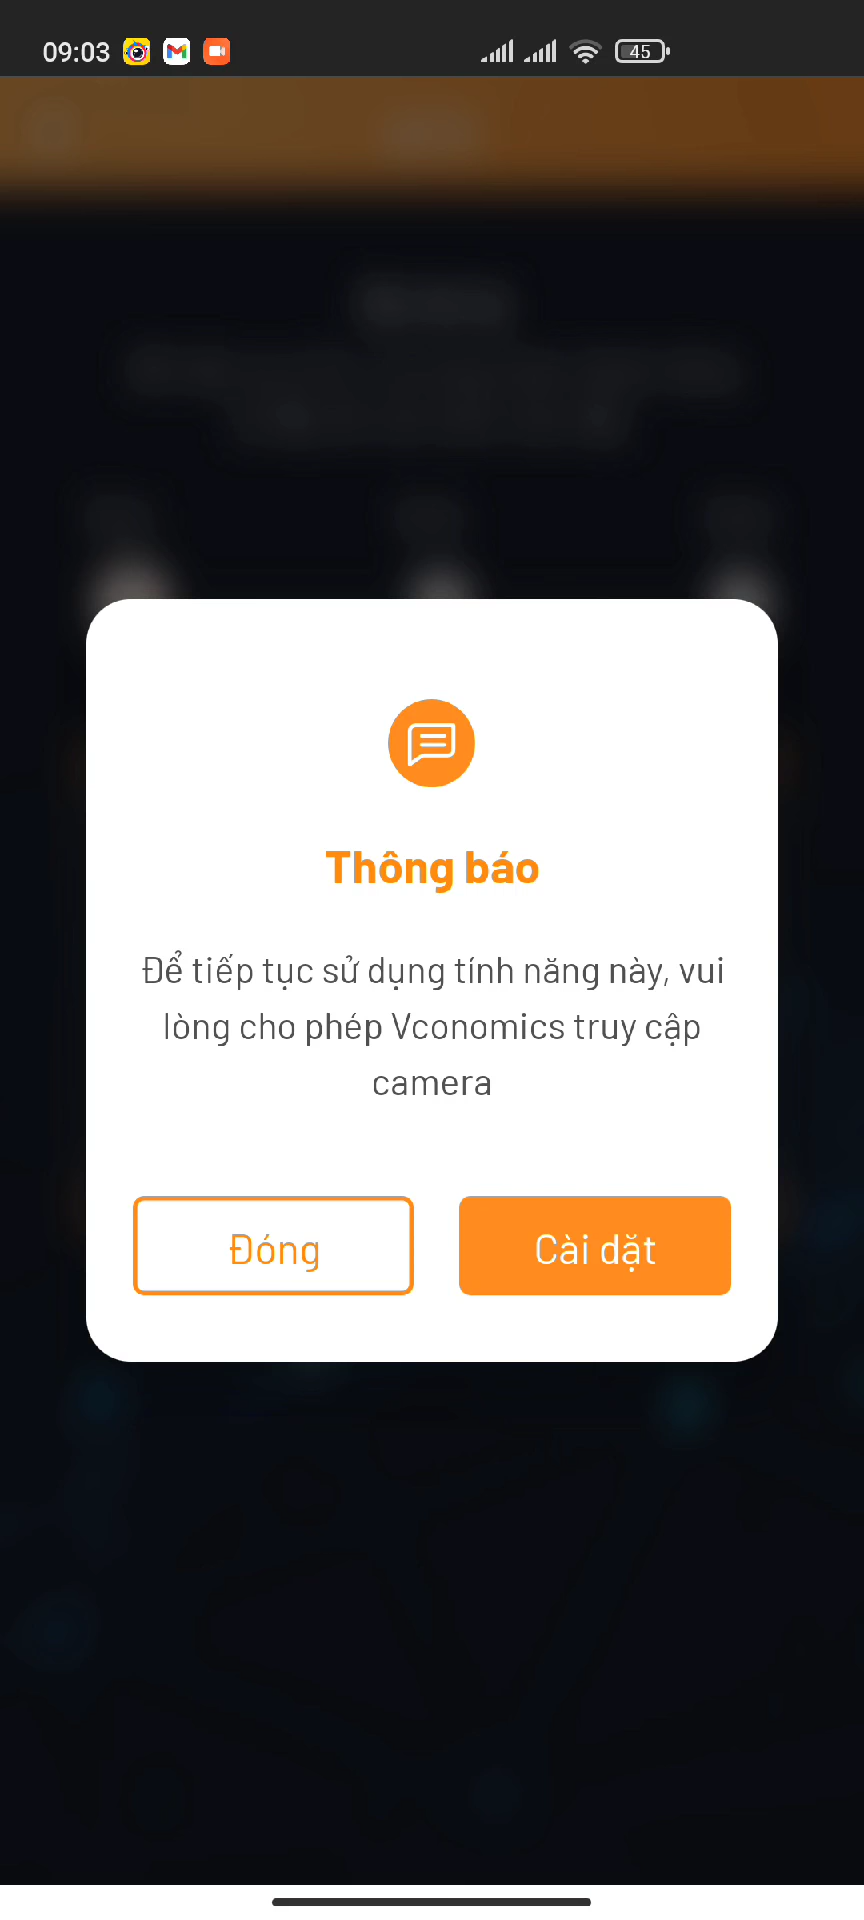 09:03
45
Thông báo
Để tiếp tục sử dụng tính năng này, vui
lòng cho phép Vconomics truy cập
camera
Đóng
Cài dặt